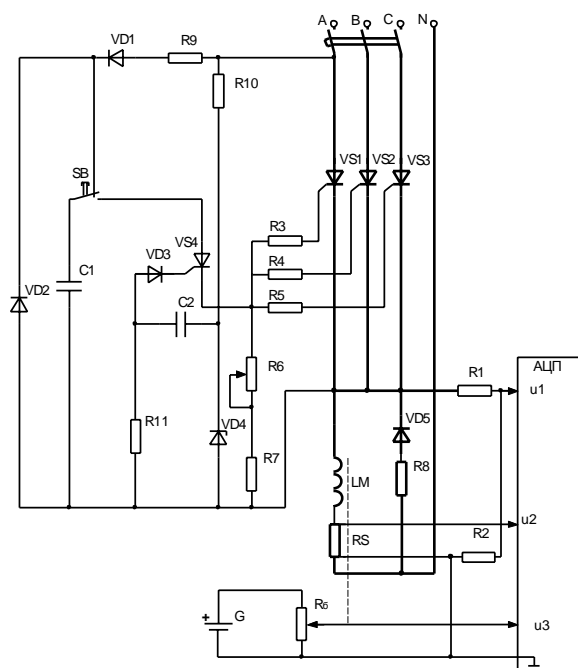 A B C N
VD1 R9
R10
VS1 VS2 VS3
SB
R3
VD3 VS4
R4
C1
C2
R5
VD2
R6
R1 АЦП
u1
R11 VD4
VD5
R7
LM R8
u2
RS R2
+ G
Rб
u3